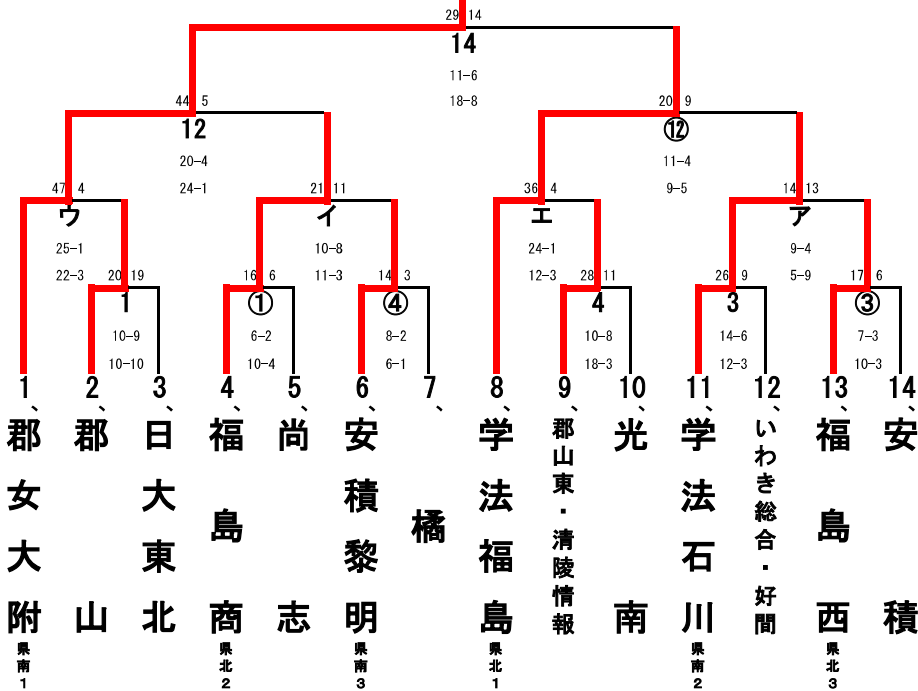 29 14
14
11-6
18-8
44 5
12
20-4
24-1
20 9
⑫
11-4
9-5
47 4
ウ
25-1
22-3
21 11
イ
10-8
11-3
36 4
エ
24-1
12-3
14 13
ア
9-4
5-9
20 19
1
10-9
10-10
16 6
①
6-2
10-4
14 3
④
8-2
6-1
28 11
4
10-8
18-3
26 9
3
14-6
12-3
17 6
③
7-3
10-3
1、郡女大附
県南1
2、郡山
3、日大東北
4、福島商
県北2
5、尚志
6、安積黎明
県南3
7、橘
8、学法福島
県北1
9、郡山東・清陵情報
10、光南
11、学法石川
県南2
12、いわき総合・好間
13、福島西
県北3
14、安積